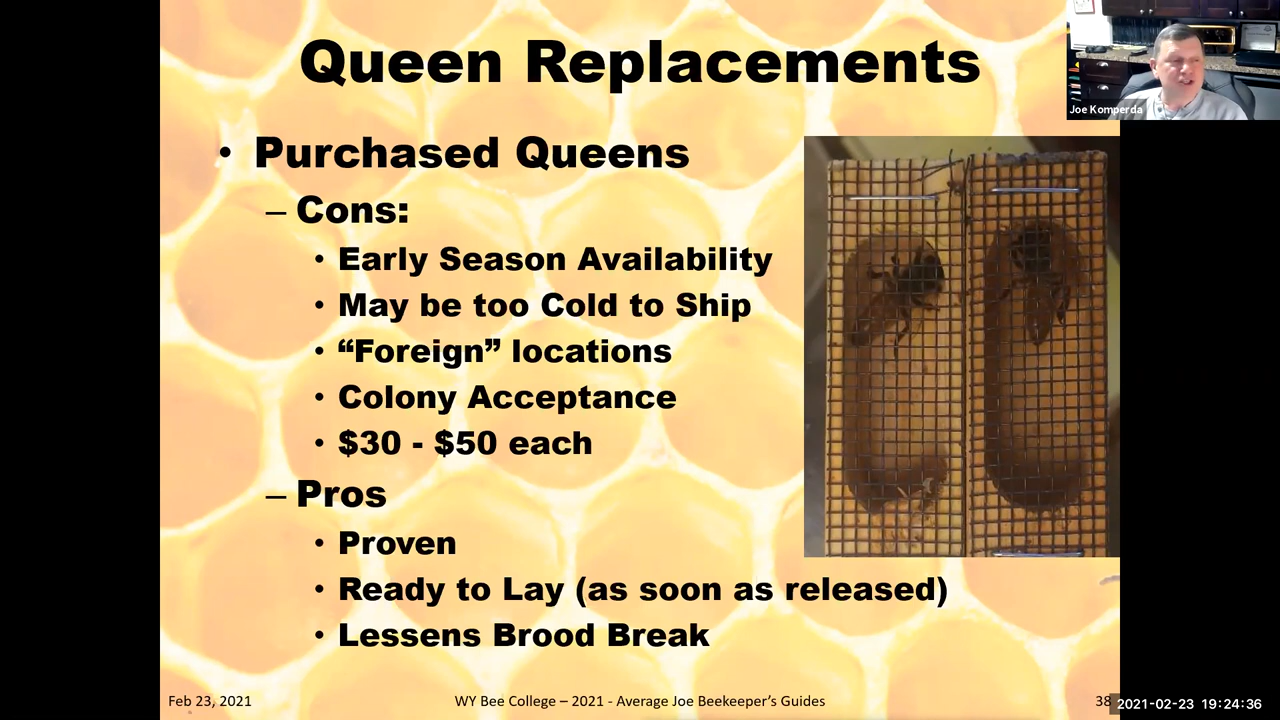 Queen Replacements
Joe Komperda
• Purchased Queens
– Cons:
• Early Season Availability
• May be too Cold to Ship
• “Foreign” locations
• Colony Acceptance
• $30 - $50 each
– Pros
• Proven
• Ready to Lay (as soon as released)
• Lessens Brood Break
Feb 23, 2021
WY Bee College – 2021 - Average Joe Beekeeper’s Guides
38
2021-02-23 19:24:36